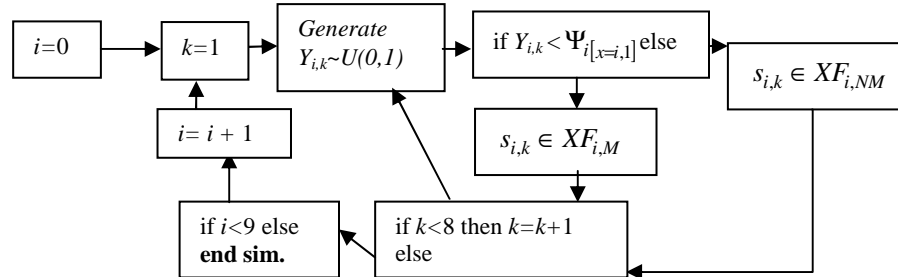 i=0
k=1
Generate
Y_{i,k}~U(0,1)
if Y_{i,k} < Ψ_{i[x=i,1]} else
s_{i,k} ∈ XF_{i,NM}
i= i + 1
s_{i,k} ∈ XF_{i,M}
if i<9 else
end sim.
if k<8 then k=k+1
else